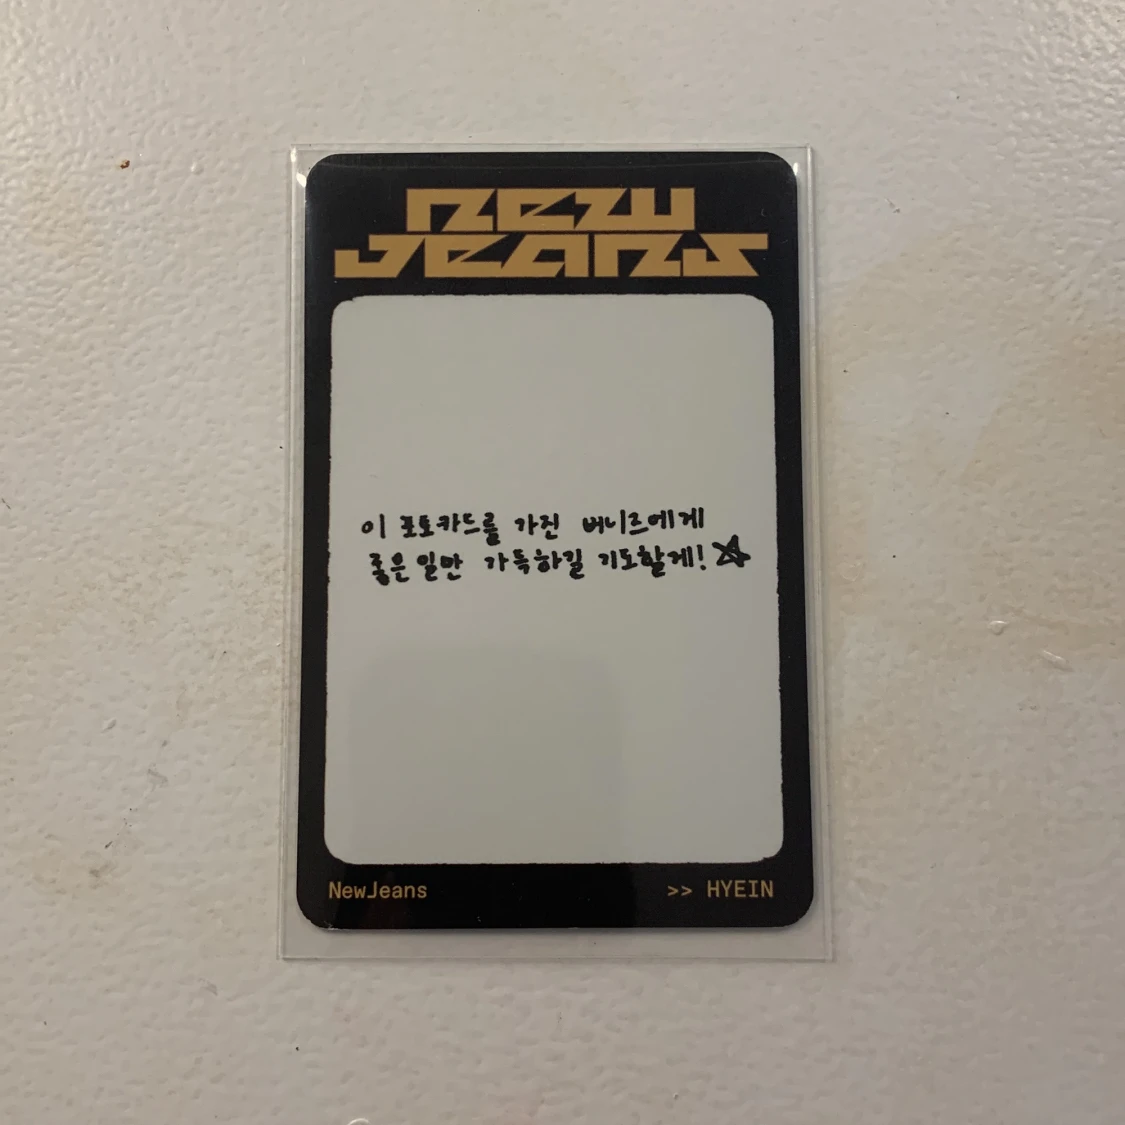 NEW
JEANS
이 포토카드를 가진 버니즈에게
좋은 일만 가득하길 기도할게! ☆
NewJeans
>> HYEIN